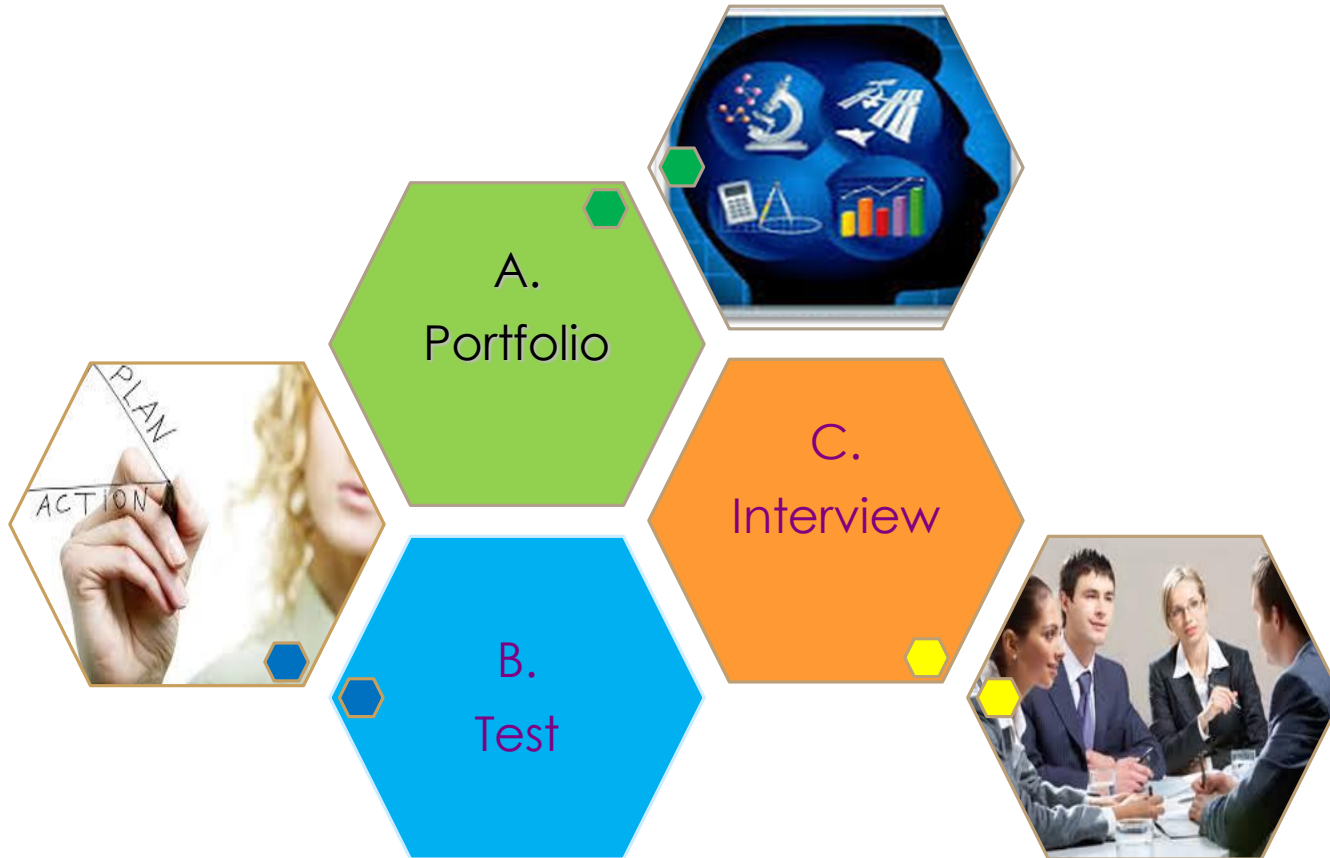 A.
Portfolio
PLAN
ACTION
C.
Interview
B.
Test